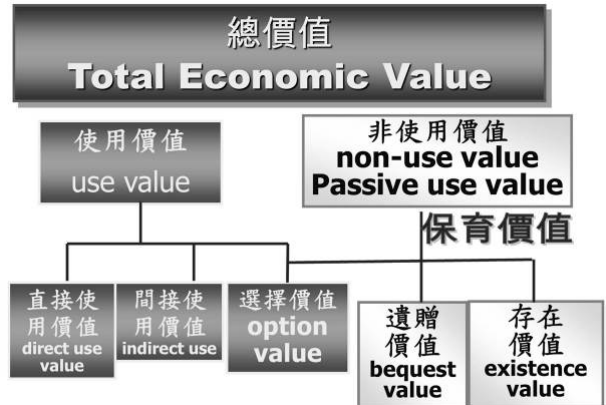 總價值
Total Economic Value
使用價值
use value
非使用價值
non-use value
Passive use value
保育價值
直接使
用價值
direct use
value
間接使
用價值
indirect use
選擇價值
option
value
遺贈
價值
bequest
value
存在
價值
existence
value